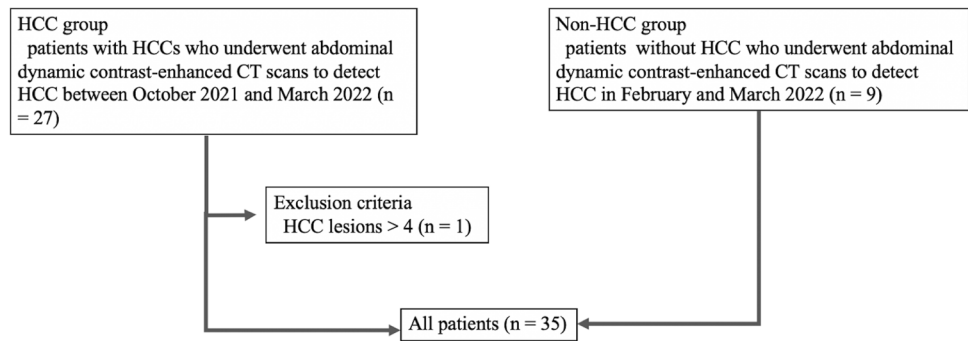 HCC group
patients with HCCs who underwent abdominal
dynamic contrast-enhanced CT scans to detect
HCC between October 2021 and March 2022 (n
= 27)
Non-HCC group
patients without HCC who underwent abdominal
dynamic contrast-enhanced CT scans to detect
HCC in February and March 2022 (n = 9)
Exclusion criteria
HCC lesions > 4 (n = 1)
All patients (n = 35)